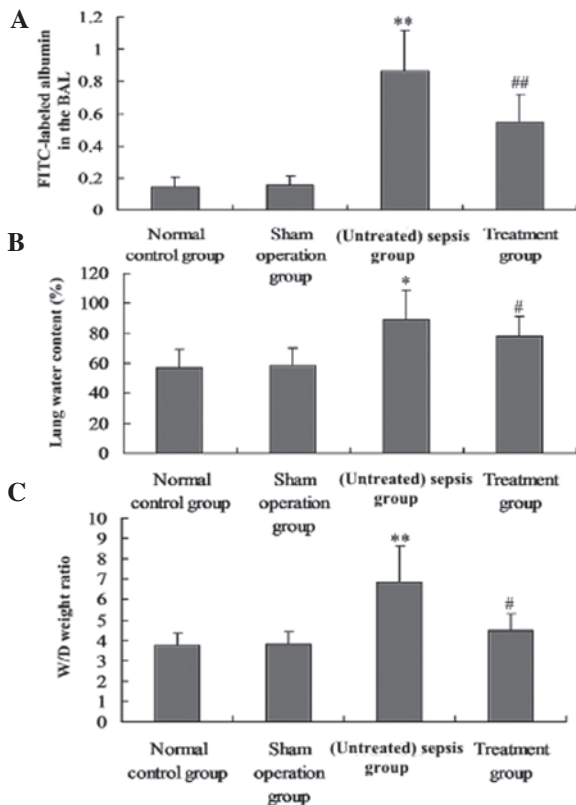 A
FITC-labeled albumin
in the BAL
1.2
1
0.8
0.6
0.4
0.2
0
**
##
Normal
control group
Sham
operation
group
(Untreated) sepsis
group
Treatment
group
B
Lung water content (%)
120
100
80
60
40
20
0
*
#
Normal
control group
Sham
operation
group
(Untreated) sepsis
group
Treatment
group
C
W/D weight ratio
10
9
8
7
6
5
4
3
2
1
0
**
#
Normal
control group
Sham
operation
group
(Untreated) sepsis
group
Treatment
group